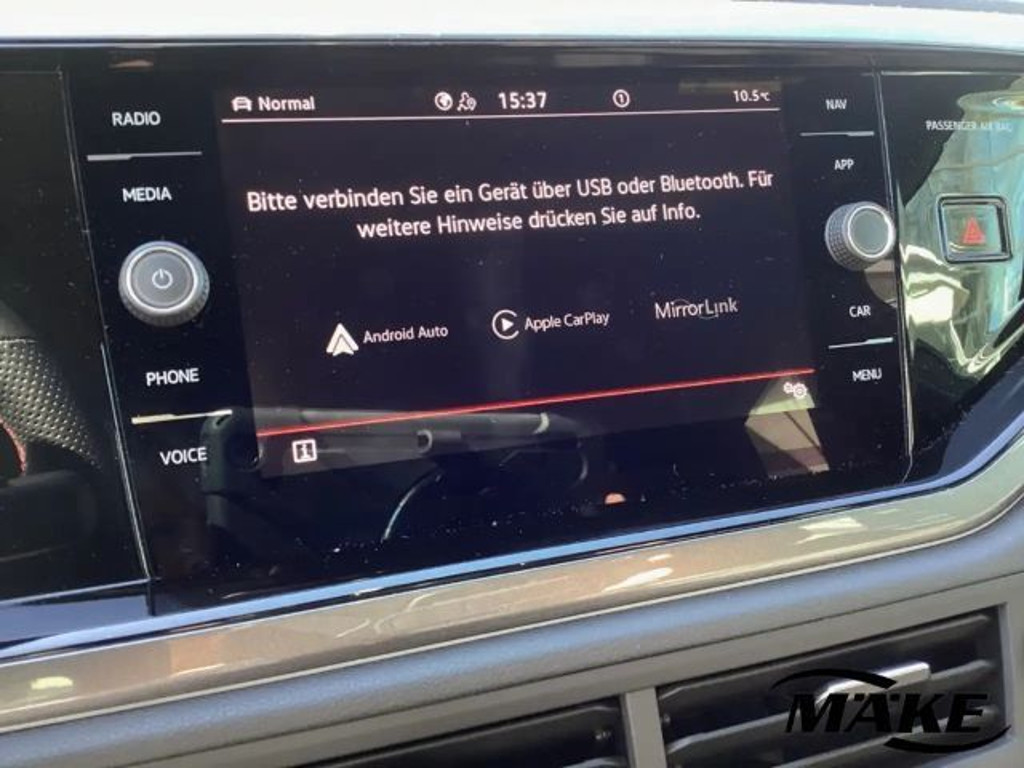 RADIO
MEDIA
PHONE
VOICE
Normal
15:37
1
10.5°C
Bitte verbinden Sie ein Gerät über USB oder Bluetooth. Für
weitere Hinweise drücken Sie auf Info.
Android Auto
Apple CarPlay
MirrorLink
i
NAV
APP
CAR
MENU
PASSENGER AIR BAG
MÄKE